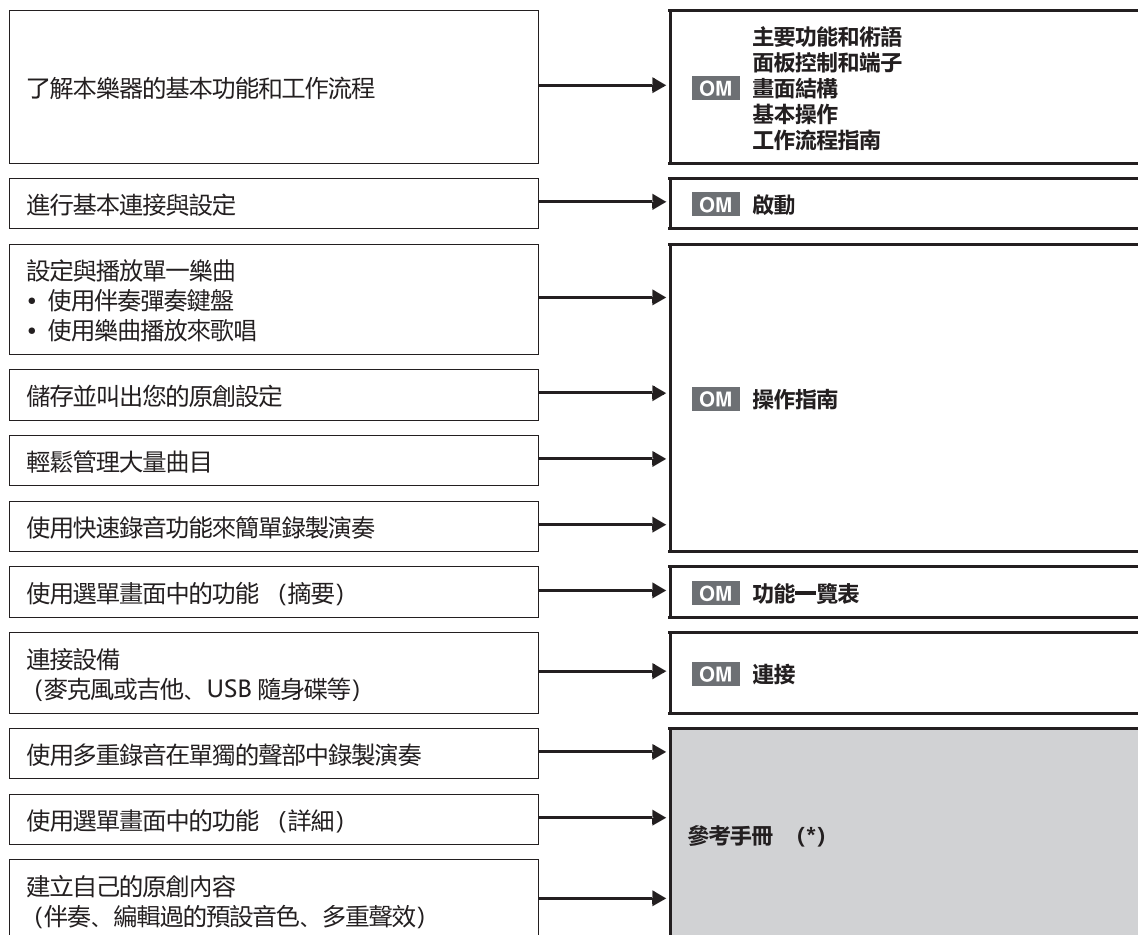 了解本樂器的基本功能和工作流程
OM
主要功能和術語
面板控制和端子
畫面結構
基本操作
工作流程指南
進行基本連接與設定
OM 啟動
設定與播放單一樂曲
• 使用伴奏彈奏鍵盤
• 使用樂曲播放來歌唱
儲存並叫出您的原創設定
輕鬆管理大量曲目
使用快速錄音功能來簡單錄製演奏
OM 操作指南
使用選單畫面中的功能 （摘要）
OM 功能一覽表
連接設備
（麥克風或吉他、USB 隨身碟等）
OM 連接
使用多重錄音在單獨的聲部中錄製演奏
使用選單畫面中的功能 （詳細）
建立自己的原創內容
（伴奏、編輯過的預設音色、多重聲效）
參考手冊 (*)